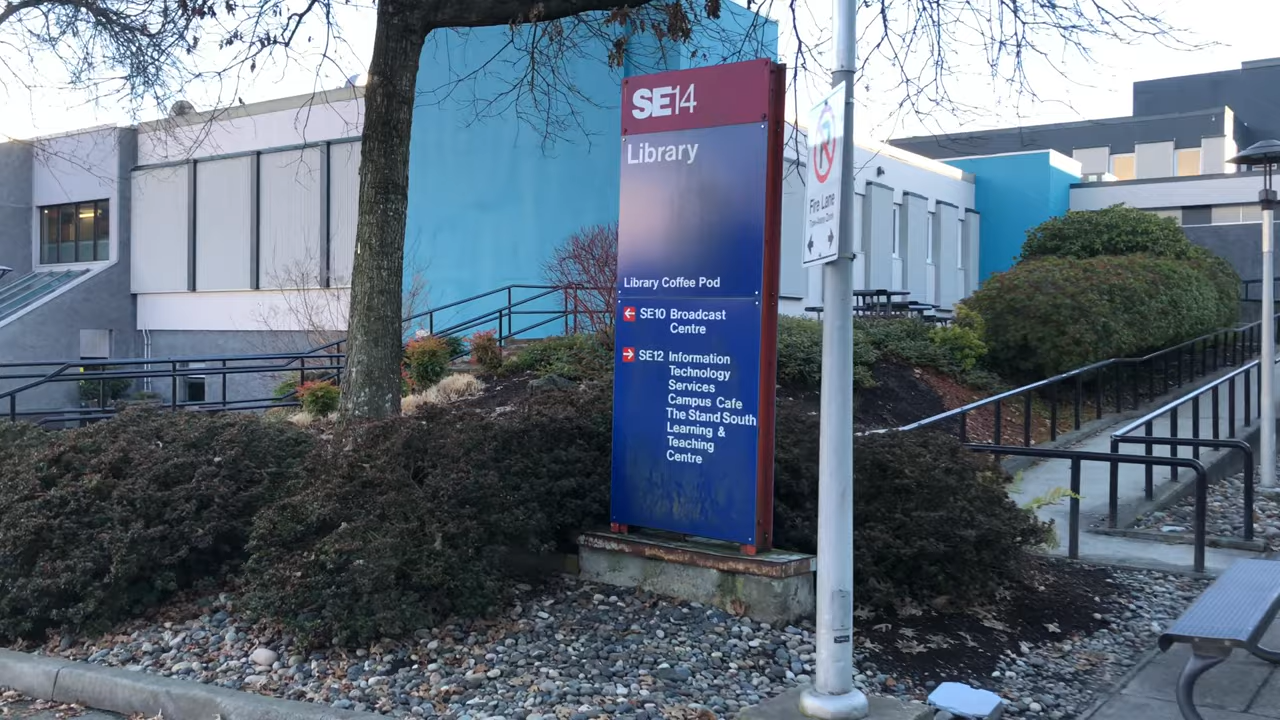 SE14
Library
Library Coffee Pod
SE10 Broadcast
Centre
SE12 Information
Technology
Services
Campus Cafe
The Stand South
Learning &
Teaching
Centre
Fire Lane